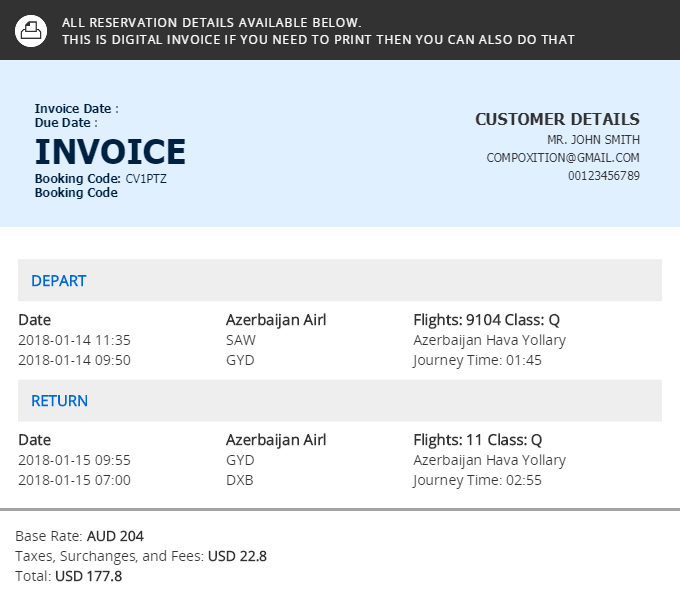 ALL RESERVATION DETAILS AVAILABLE BELOW.
THIS IS DIGITAL INVOICE IF YOU NEED TO PRINT THEN YOU CAN ALSO DO THAT
Invoice Date :
Due Date :
INVOICE
Booking Code: CV1PTZ
Booking Code
CUSTOMER DETAILS
MR. JOHN SMITH
COMPOXITION@GMAIL.COM
00123456789
DEPART
Date Azerbaijan Airl Flights: 9104 Class: Q
2018-01-14 11:35 SAW Azerbaijan Hava Yollary
2018-01-14 09:50 GYD Journey Time: 01:45
RETURN
Date Azerbaijan Airl Flights: 11 Class: Q
2018-01-15 09:55 GYD Azerbaijan Hava Yollary
2018-01-15 07:00 DXB Journey Time: 02:55
Base Rate: AUD 204
Taxes, Surchanges, and Fees: USD 22.8
Total: USD 177.8